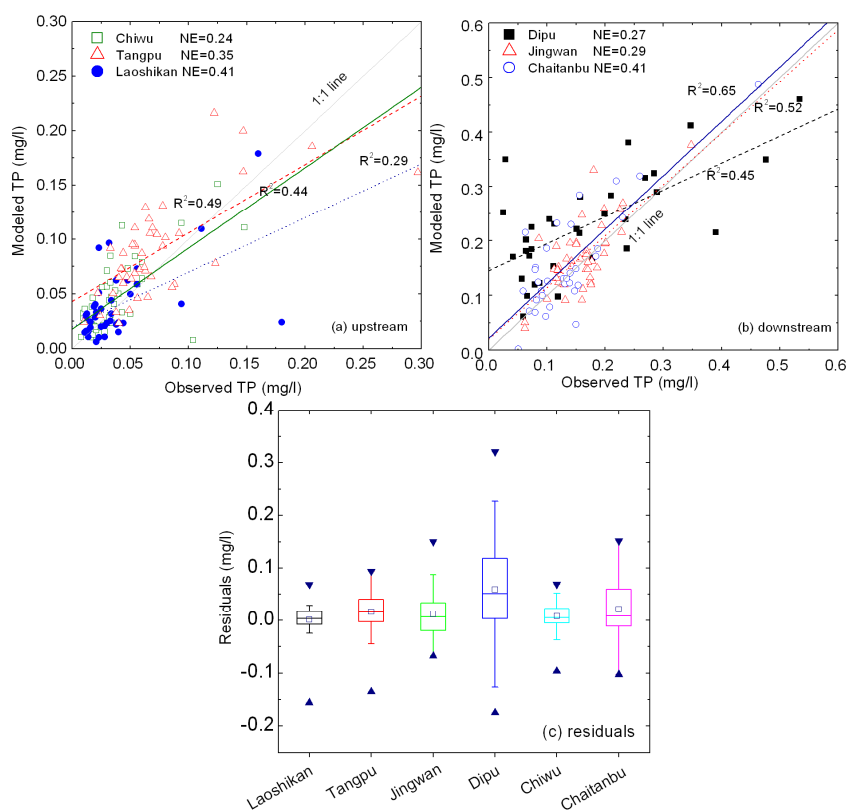 Chiwu NE=0.24
Tangpu NE=0.35
Laoshikan NE=0.41
1:1 line
R²=0.49
R²=0.44
R²=0.29
(a) upstream
0.30
0.25
0.20
0.15
0.10
0.05
0.00
Modeled TP (mg/l)
0.00 0.05 0.10 0.15 0.20 0.25 0.30
Observed TP (mg/l)
Dipu NE=0.27
Jingwan NE=0.29
Chaitanbu NE=0.41
R²=0.65
R²=0.52
R²=0.45
1:1 line
(b) downstream
0.6
0.5
0.4
0.3
0.2
0.1
0.0
Modeled TP (mg/l)
0.0 0.1 0.2 0.3 0.4 0.5 0.6
Observed TP (mg/l)
0.4
0.3
0.2
0.1
0.0
-0.1
-0.2
Residuals (mg/l)
(c) residuals
Laoshikan
Tangpu
Jingwan
Dipu
Chiwu
Chaitanbu